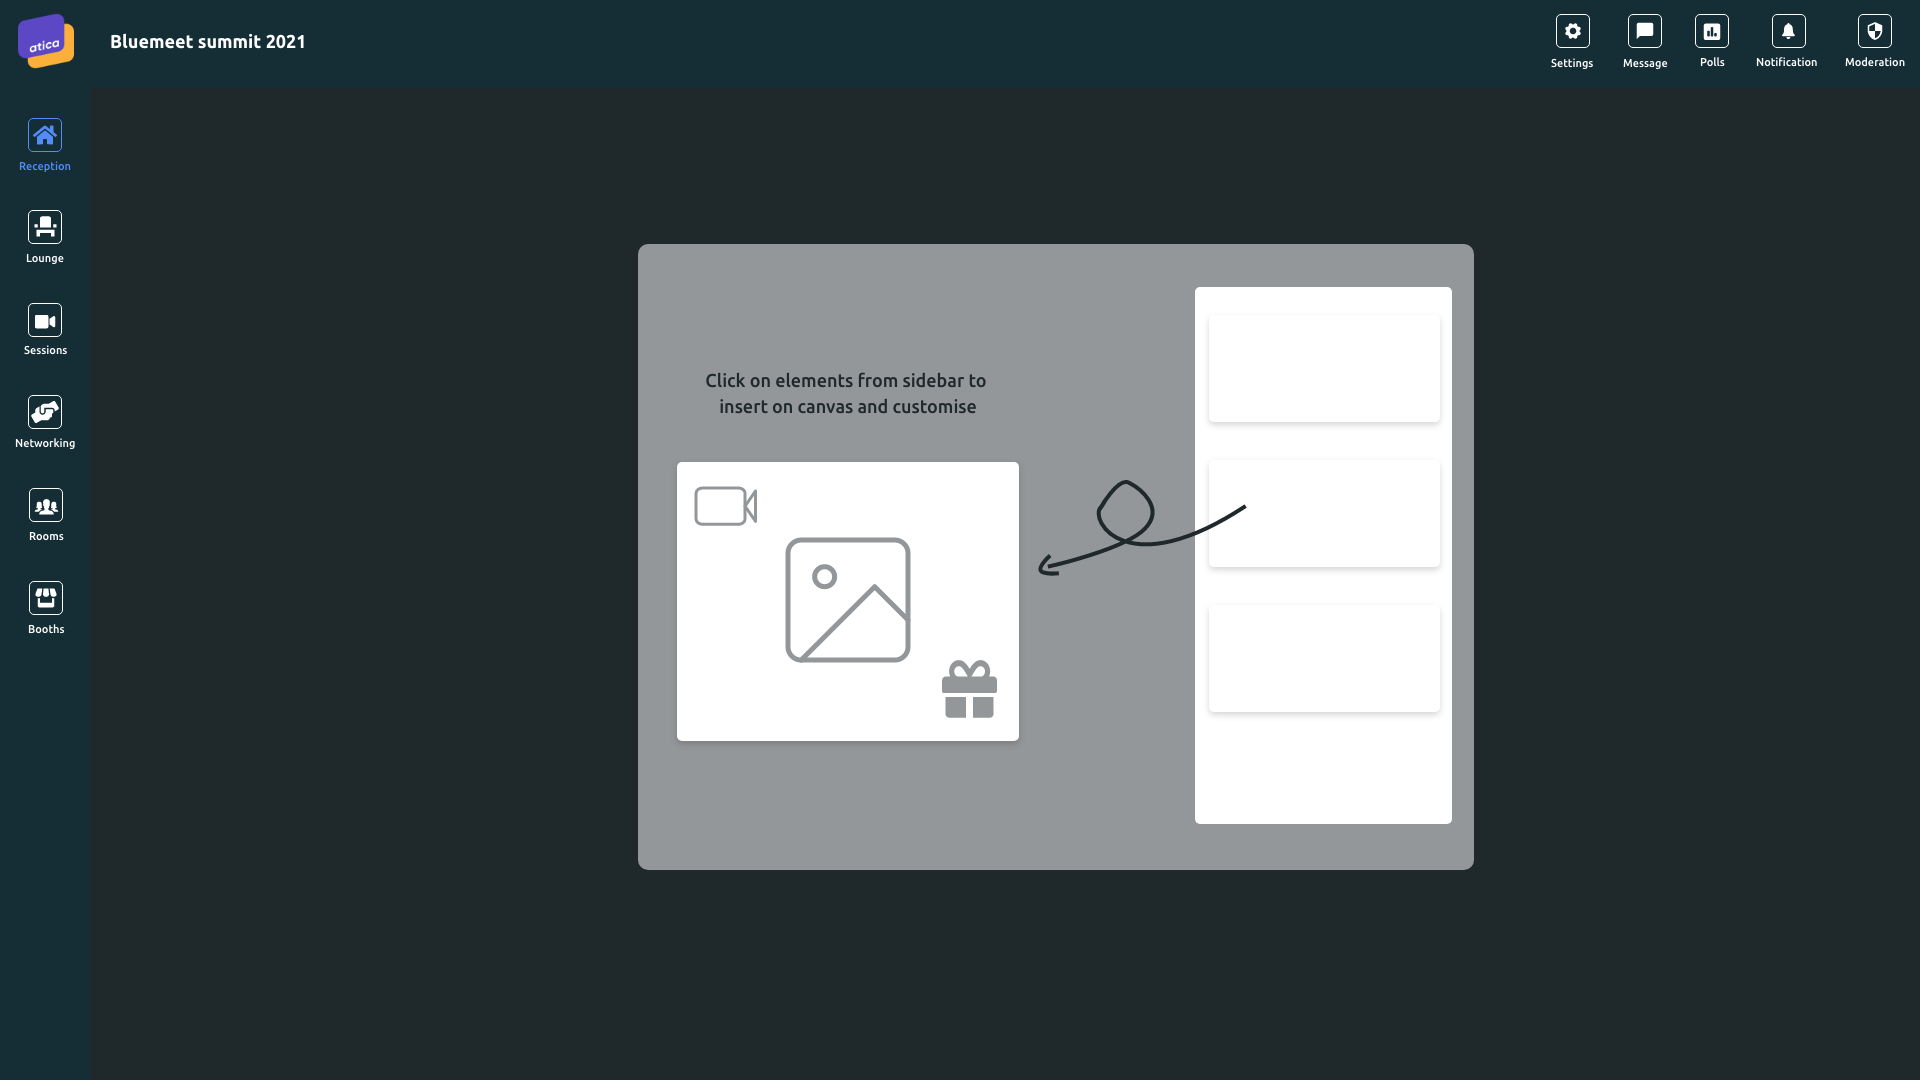 atica
Bluemeet summit 2021
Settings
Message
Polls
Notification
Moderation
Reception
Lounge
Sessions
Networking
Rooms
Booths
Click on elements from sidebar to
insert on canvas and customise